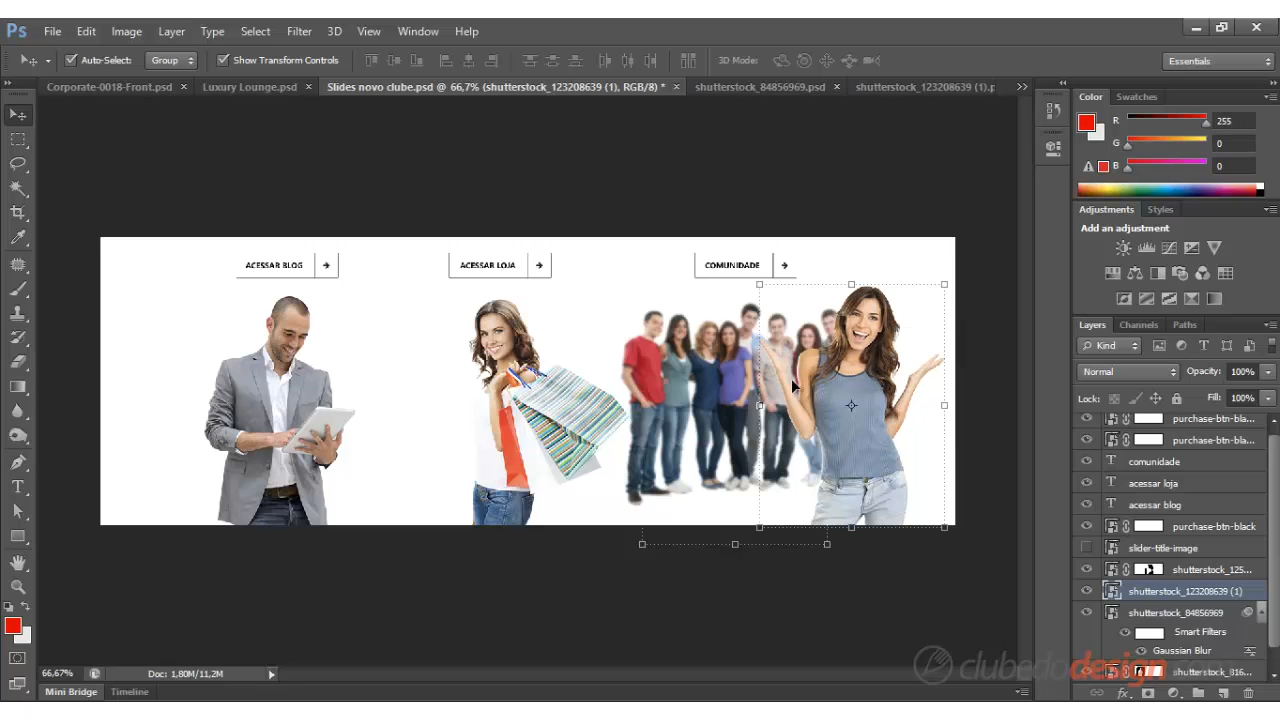 Ps File Edit Image Layer Type Select Filter 3D View Window Help
Auto-Select: Group Show Transform Controls 3D Mode: Essentials
Corporate-0018-Front.psd × Luxury Lounge.psd × Slides novo clube.psd @ 66,7% (shutterstock_123208639 (1), RGB/8) * × shutterstock_84856969.psd × shutterstock_123208639 (1).p
Color Swatches
R 255
G 0
B 0
Adjustments Styles
Add an adjustment
ACESSAR BLOG
ACESSAR LOJA
COMUNIDADE
Layers Channels Paths
Kind
Normal Opacity: 100%
Lock: Fill: 100%
purchase-btn-bla...
purchase-btn-bla...
T comunidade
T acessar loja
T acessar blog
purchase-btn-black
slider-title-image
shutterstock_125...
shutterstock_123208639 (1)
shutterstock_84856969
Smart Filters
Gaussian Blur
shutterstock_816...
clubedodesign.com
66,67% Doc: 1,80M/11,2M
Mini Bridge Timeline